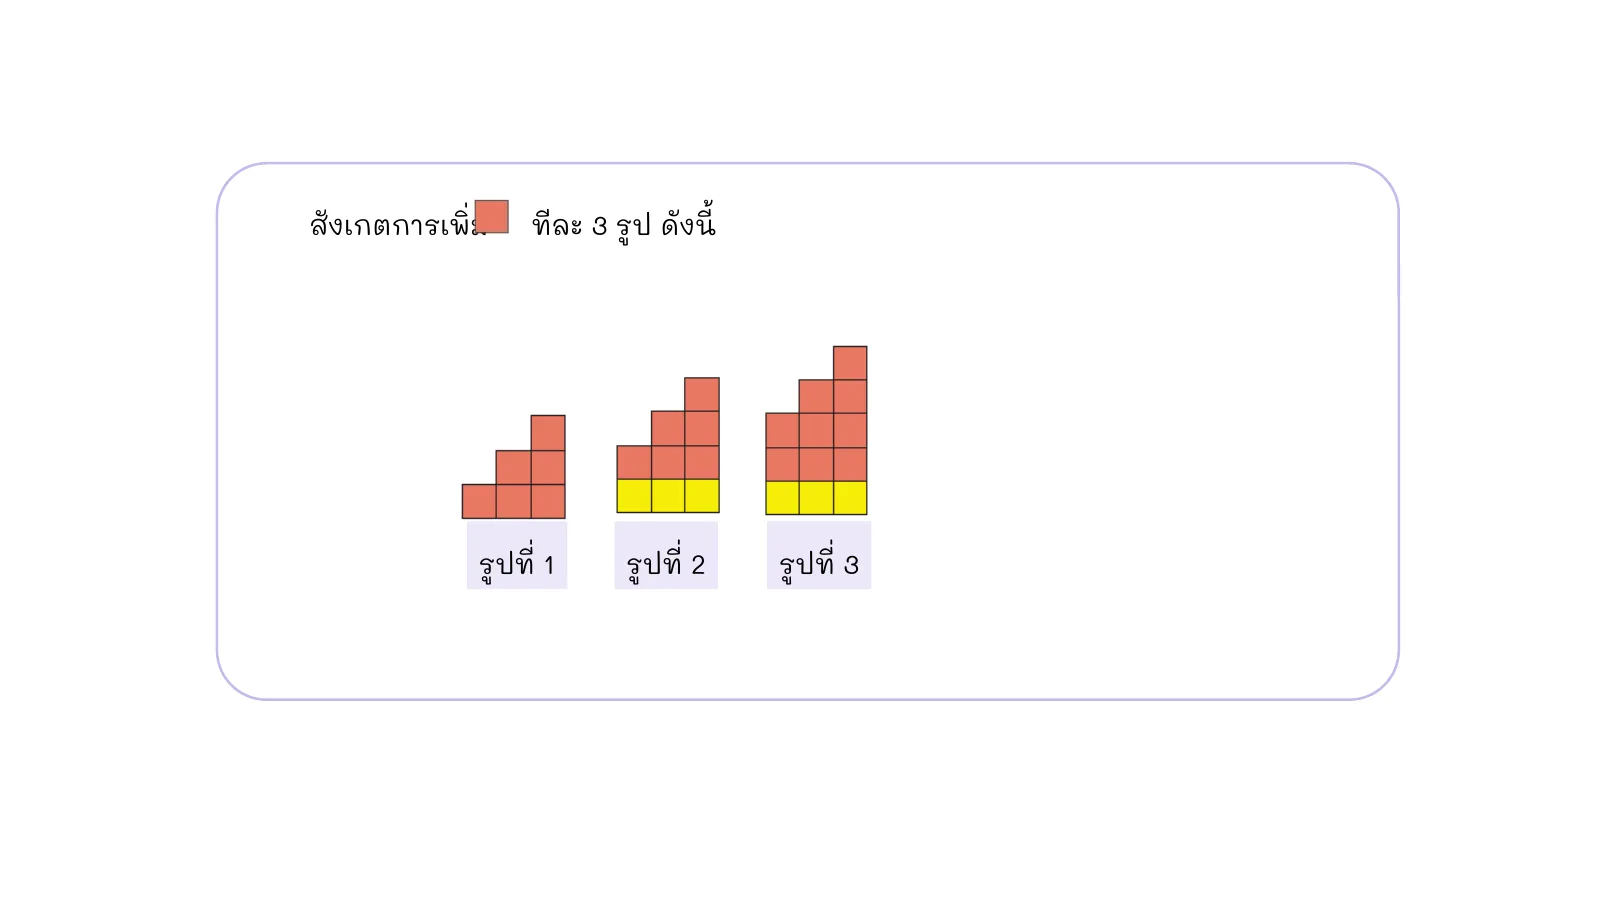 สังเกตการเพิ่ม ทีละ 3 รูป ดังนี้
รูปที่ 1 รูปที่ 2 รูปที่ 3